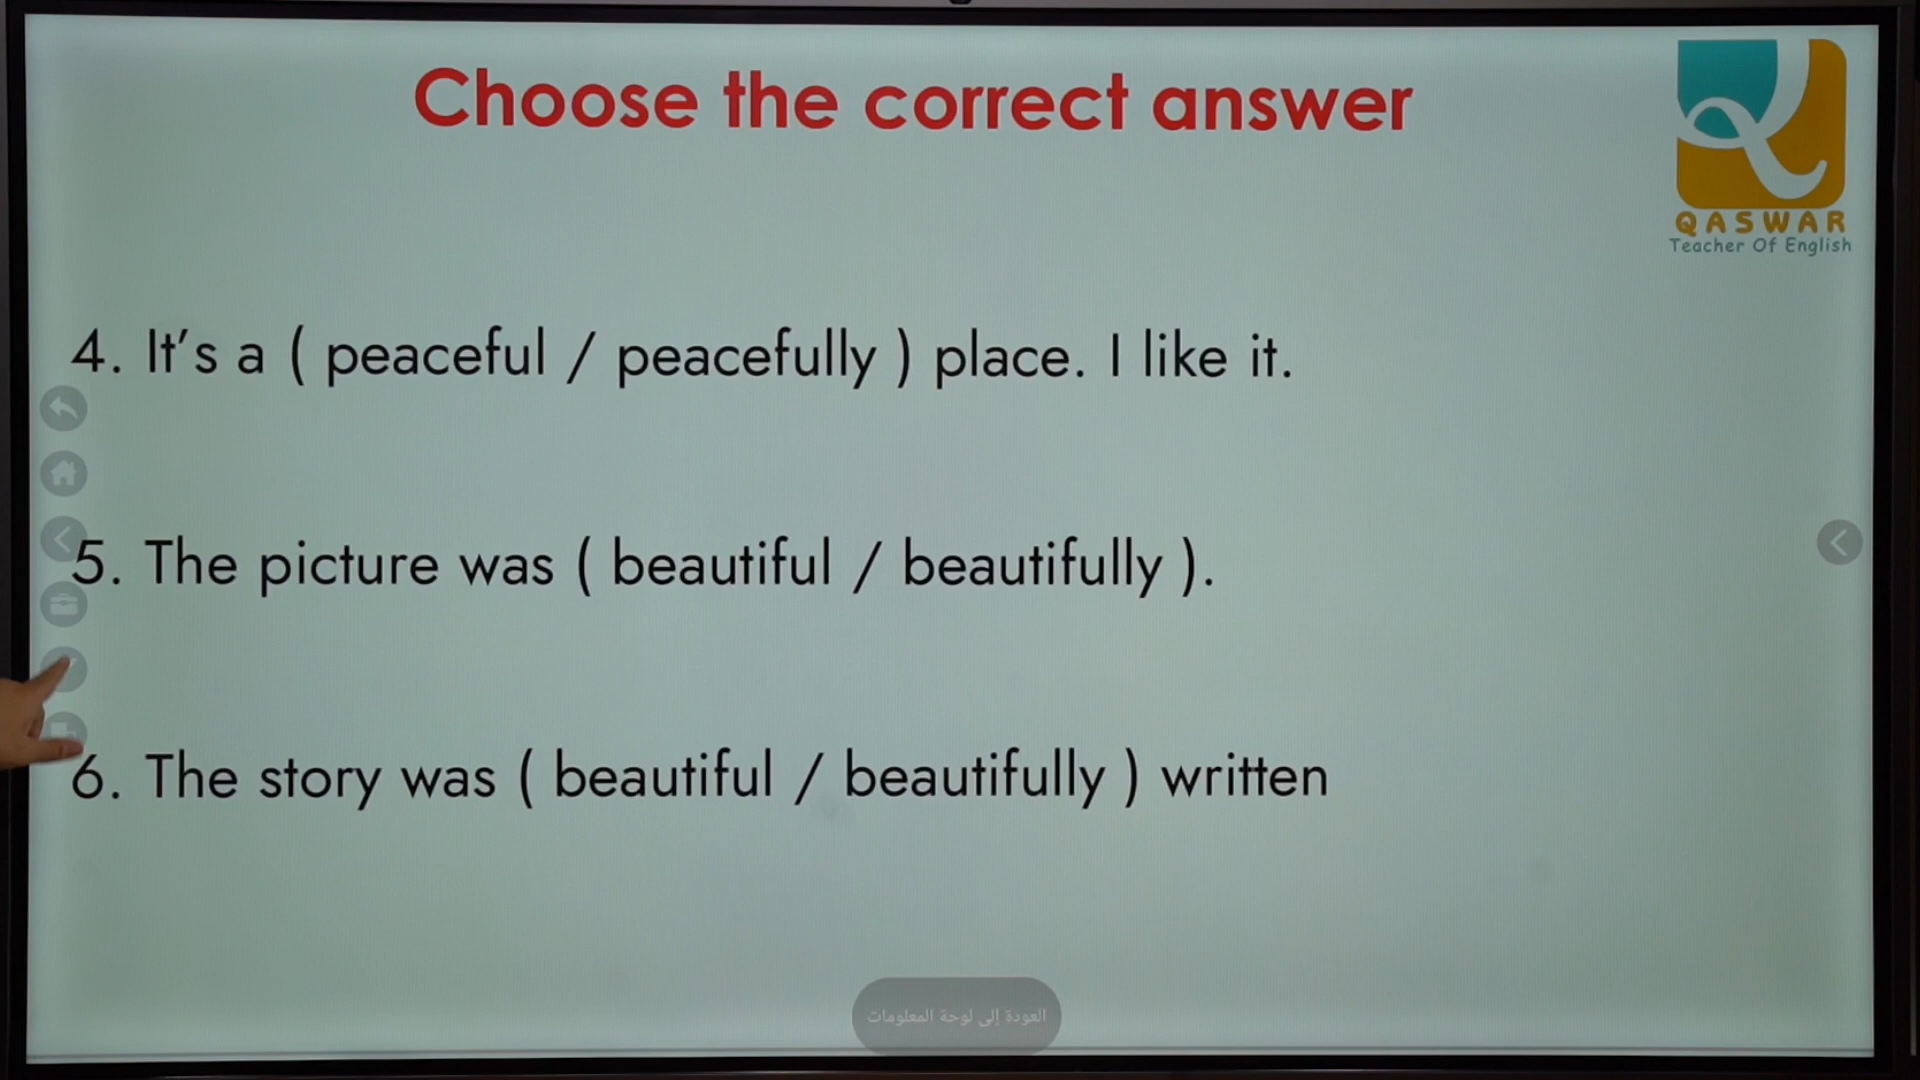 Choose the correct answer
QASWAR
Teacher Of English
4. It's a ( peaceful / peacefully ) place. I like it.
5. The picture was ( beautiful / beautifully ).
6. The story was ( beautiful / beautifully ) written
العودة إلى لوحة المعلومات